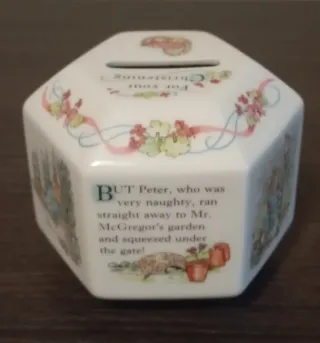 For your
Christening
BUT Peter, who was
very naughty, ran
straight away to Mr.
McGregor's garden
and squeezed under
the gate!